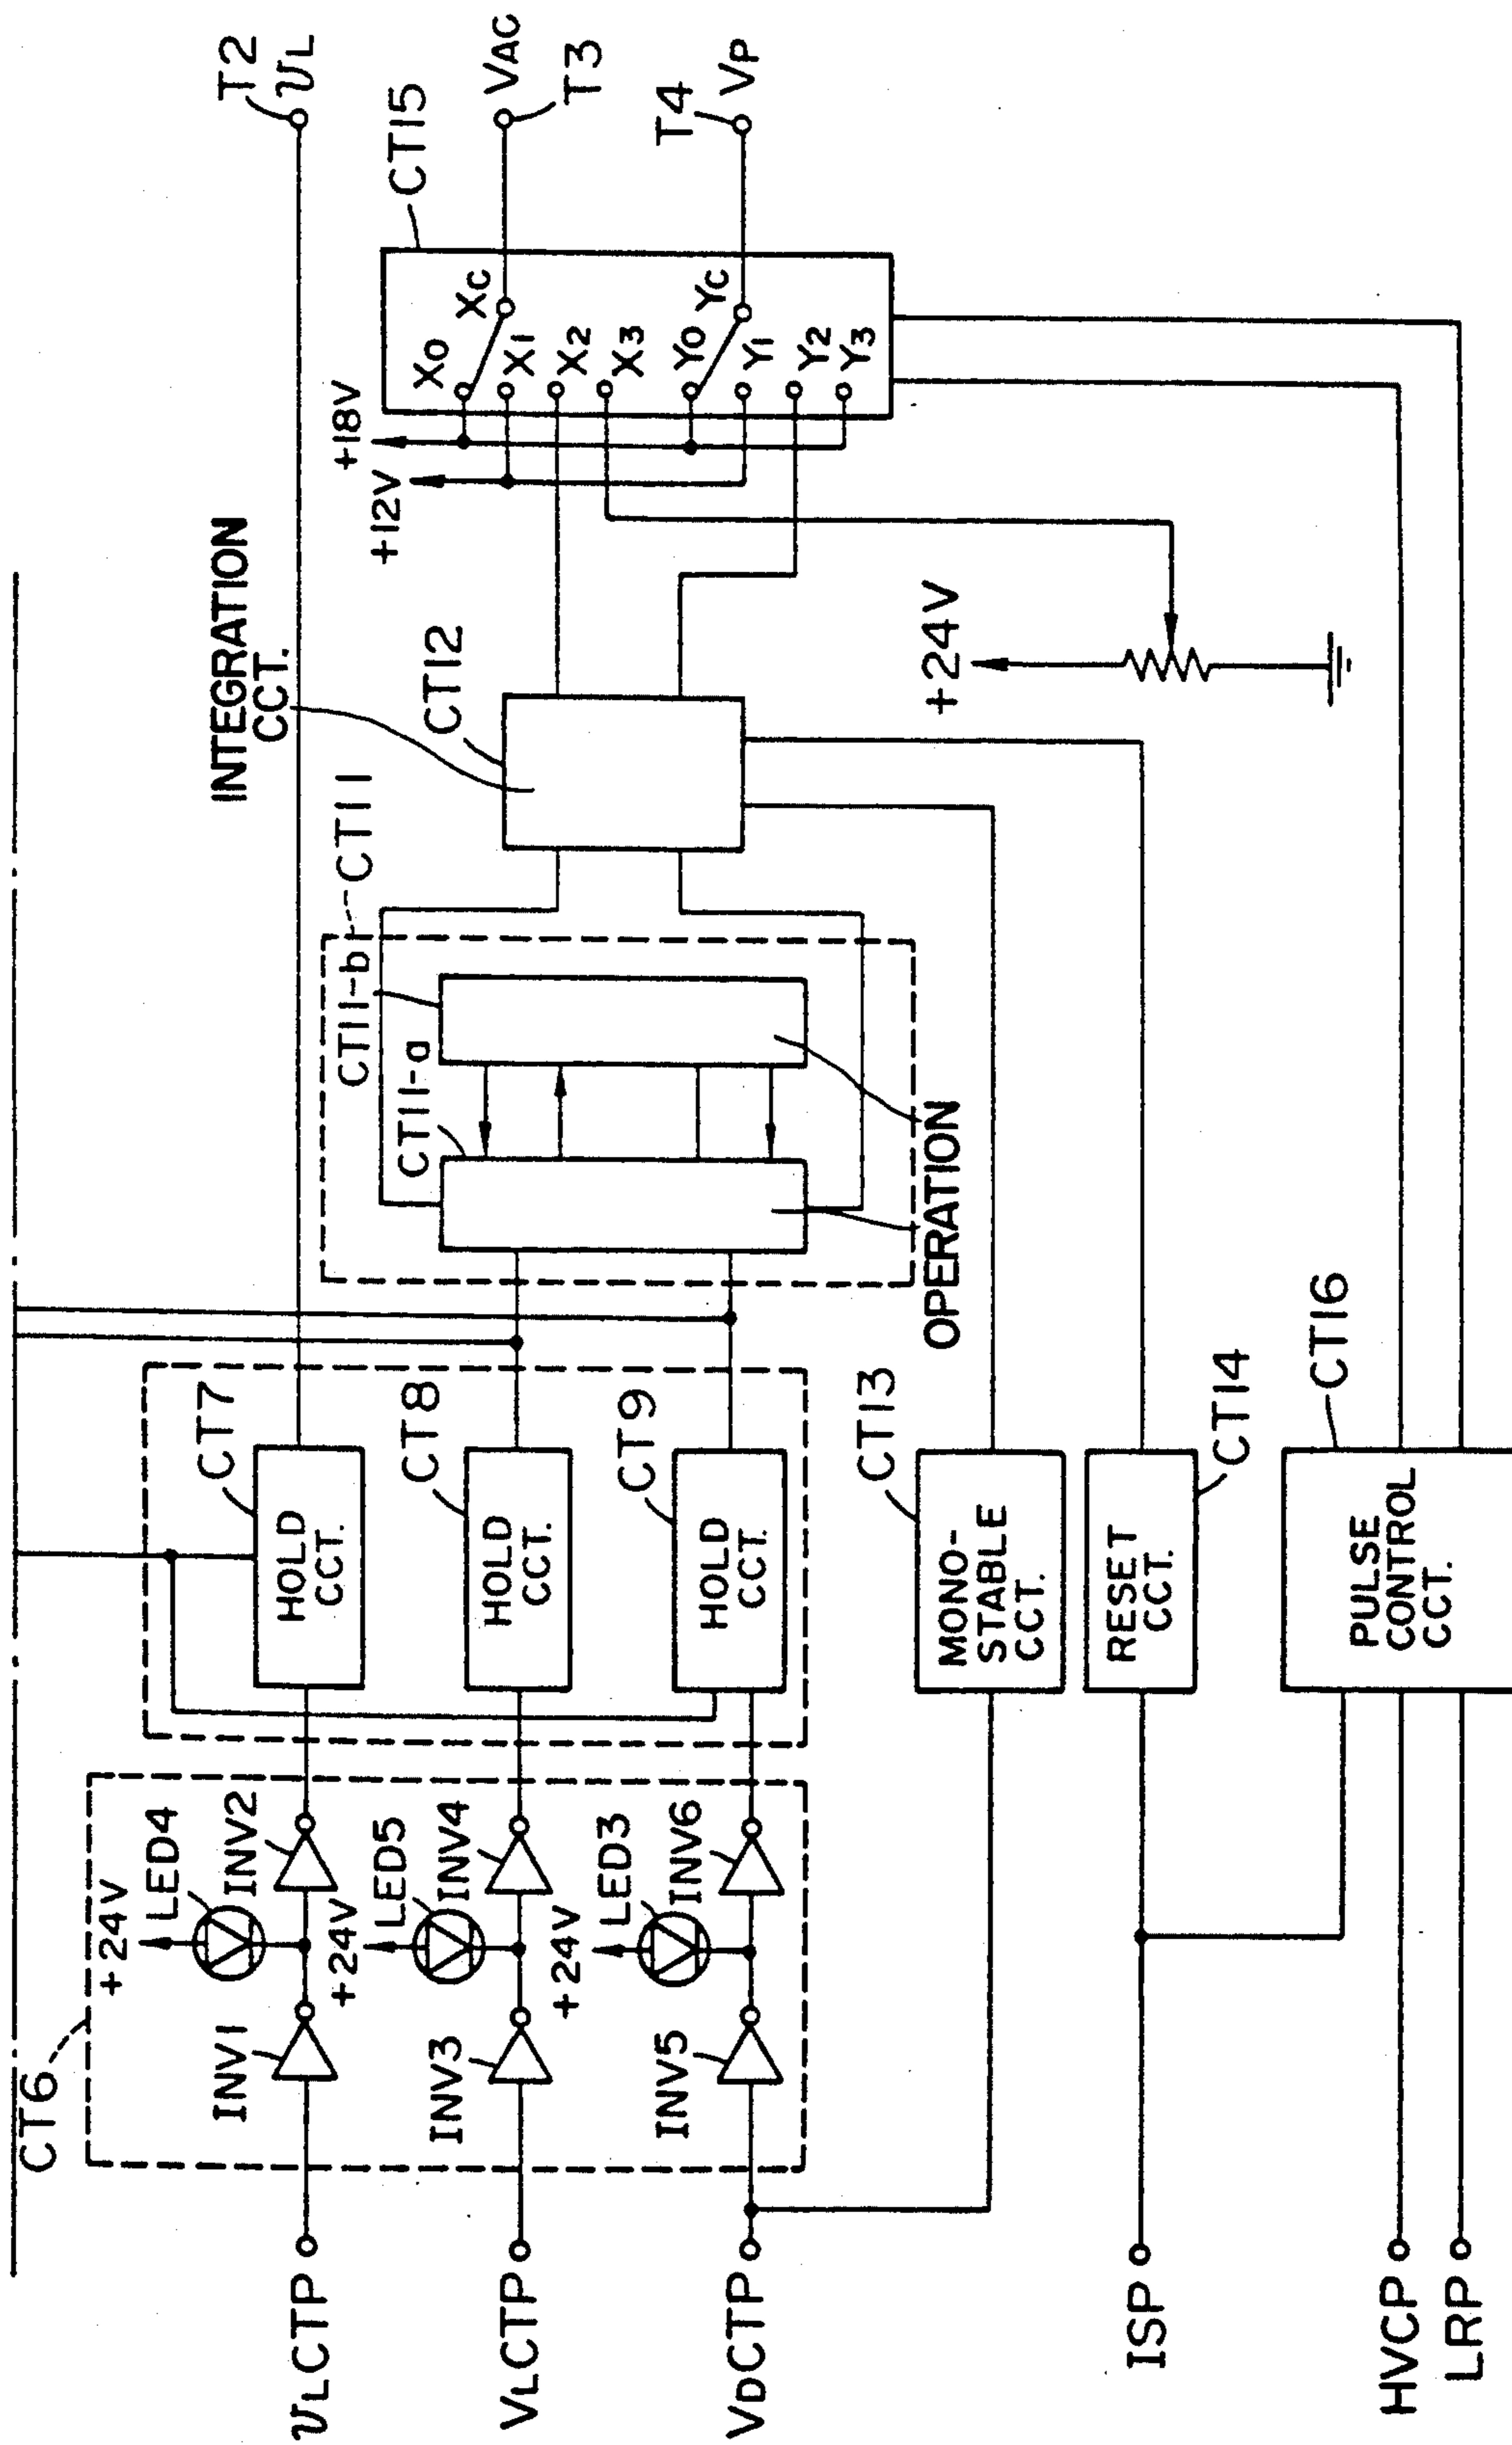 T2
υL
VAC
T3
T4
VP
CT15
X0
XC
X1
X2
X3
Y0
YC
Y1
Y2
Y3
+18V
+12V
INTEGRATION
CCT.
CT12
+24V
CT11
CT11-b
CT11-a
OPERATION
CT7
HOLD
CCT.
CT8
HOLD
CCT.
CT9
HOLD
CCT.
CT13
MONO-
STABLE
CCT.
CT14
RESET
CCT.
CT16
PULSE
CONTROL
CCT.
CT6
+24V
LED4
INV2
INV1
+24V
LED5
INV4
INV3
+24V
LED3
INV6
INV5
υLCTP
VLCTP
VDCTP
ISP
HVCP
LRP